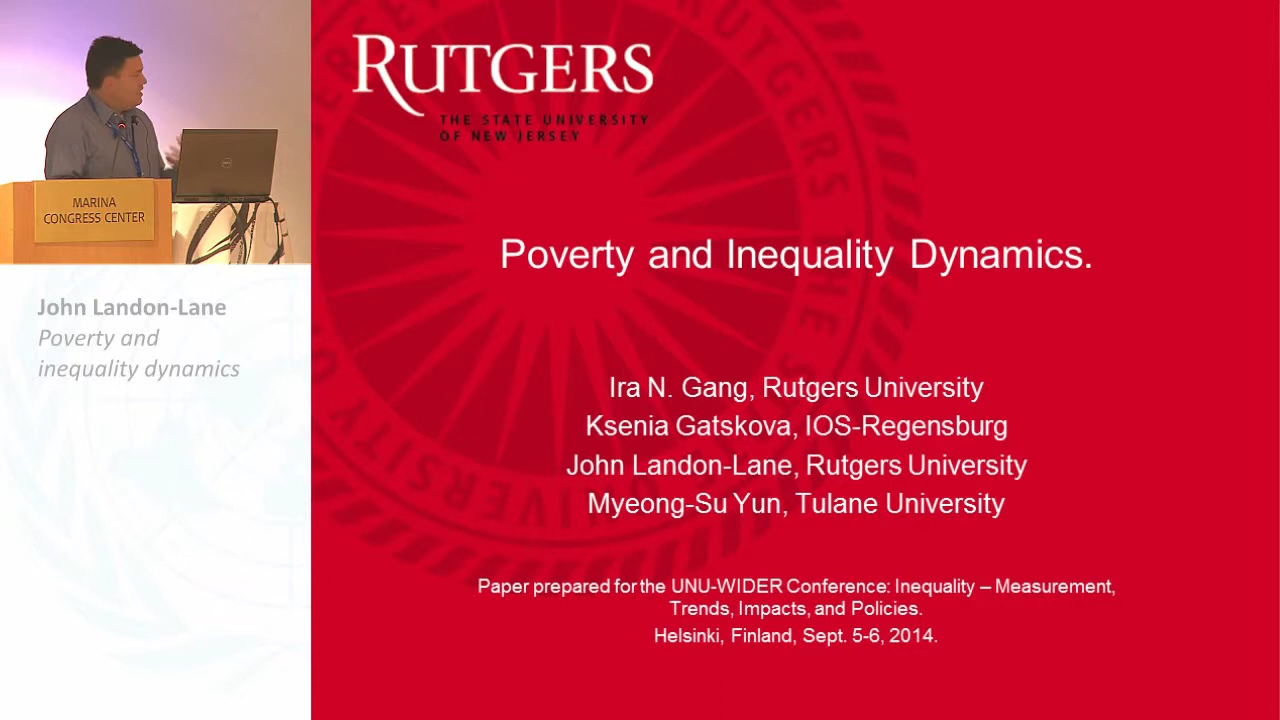 MARINA
CONGRESS CENTER
John Landon-Lane
Poverty and
inequality dynamics
RUTGERS
THE STATE UNIVERSITY
OF NEW JERSEY
Poverty and Inequality Dynamics.
Ira N. Gang, Rutgers University
Ksenia Gatskova, IOS-Regensburg
John Landon-Lane, Rutgers University
Myeong-Su Yun, Tulane University
Paper prepared for the UNU-WIDER Conference: Inequality – Measurement,
Trends, Impacts, and Policies.
Helsinki, Finland, Sept. 5-6, 2014.